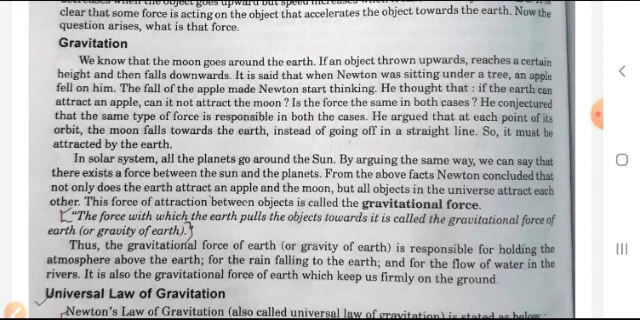 decreases when the object goes upward but speed increases when
clear that some force is acting on the object that accelerates the object towards the earth. Now the
question arises, what is that force.
Gravitation
We know that the moon goes around the earth. If an object thrown upwards, reaches a certain
height and then falls downwards. It is said that when Newton was sitting under a tree, an apple
fell on him. The fall of the apple made Newton start thinking. He thought that : if the earth can
attract an apple, can it not attract the moon ? Is the force the same in both cases ? He conjectured
that the same type of force is responsible in both the cases. He argued that at each point of its
orbit, the moon falls towards the earth, instead of going off in a straight line. So, it must be
attracted by the earth.
In solar system, all the planets go around the Sun. By arguing the same way, we can say that
there exists a force between the sun and the planets. From the above facts Newton concluded that
not only does the earth attract an apple and the moon, but all objects in the universe attract each
other. This force of attraction between objects is called the gravitational force.
"The force with which the earth pulls the objects towards it is called the gravitational force of
earth (or gravity of earth).
Thus, the gravitational force of earth (or gravity of earth) is responsible for holding the
atmosphere above the earth; for the rain falling to the earth; and for the flow of water in the
rivers. It is also the gravitational force of earth which keep us firmly on the ground.
Universal Law of Gravitation
Newton's Law of Gravitation (also called universal law of gravitation) is stated as below :